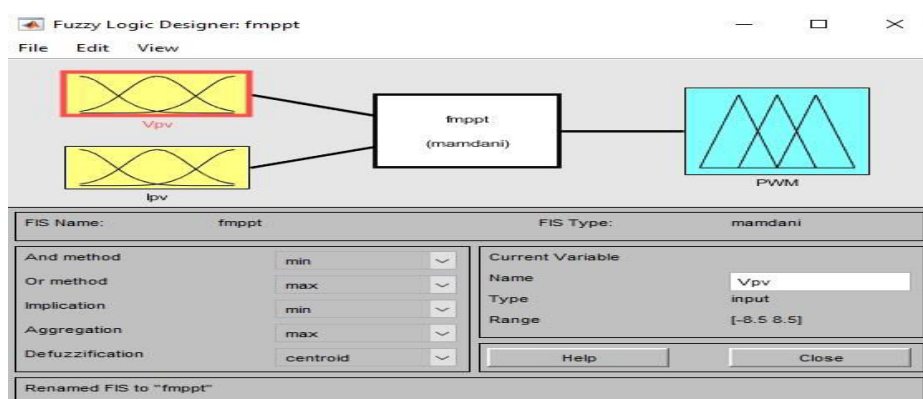 Fuzzy Logic Designer: fmppt
File Edit View
Vpv
Ipv
fmppt
(mamdani)
PWM
FIS Name: fmppt FIS Type: mamdani
And method min
Or method max
Implication min
Aggregation max
Defuzzification centroid
Current Variable
Name Vpv
Type input
Range [-8.5 8.5]
Help Close
Renamed FIS to "fmppt"